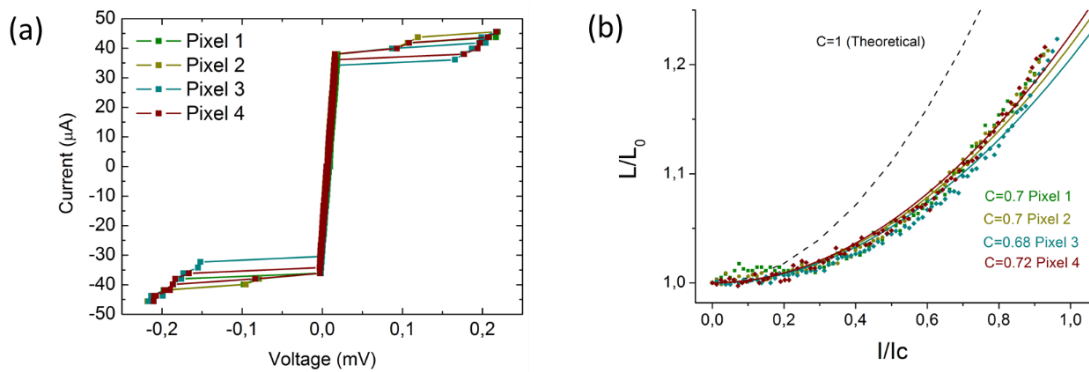 (a)
Pixel 1
Pixel 2
Pixel 3
Pixel 4
50
40
30
20
10
0
-10
-20
-30
-40
-50
Current (μA)
-0,2
-0,1
0,0
0,1
0,2
Voltage (mV)
(b)
C=1 (Theoretical)
1,2
1,1
1,0
L/L0
C=0.7 Pixel 1
C=0.7 Pixel 2
C=0.68 Pixel 3
C=0.72 Pixel 4
0,0
0,2
0,4
0,6
0,8
1,0
I/Ic